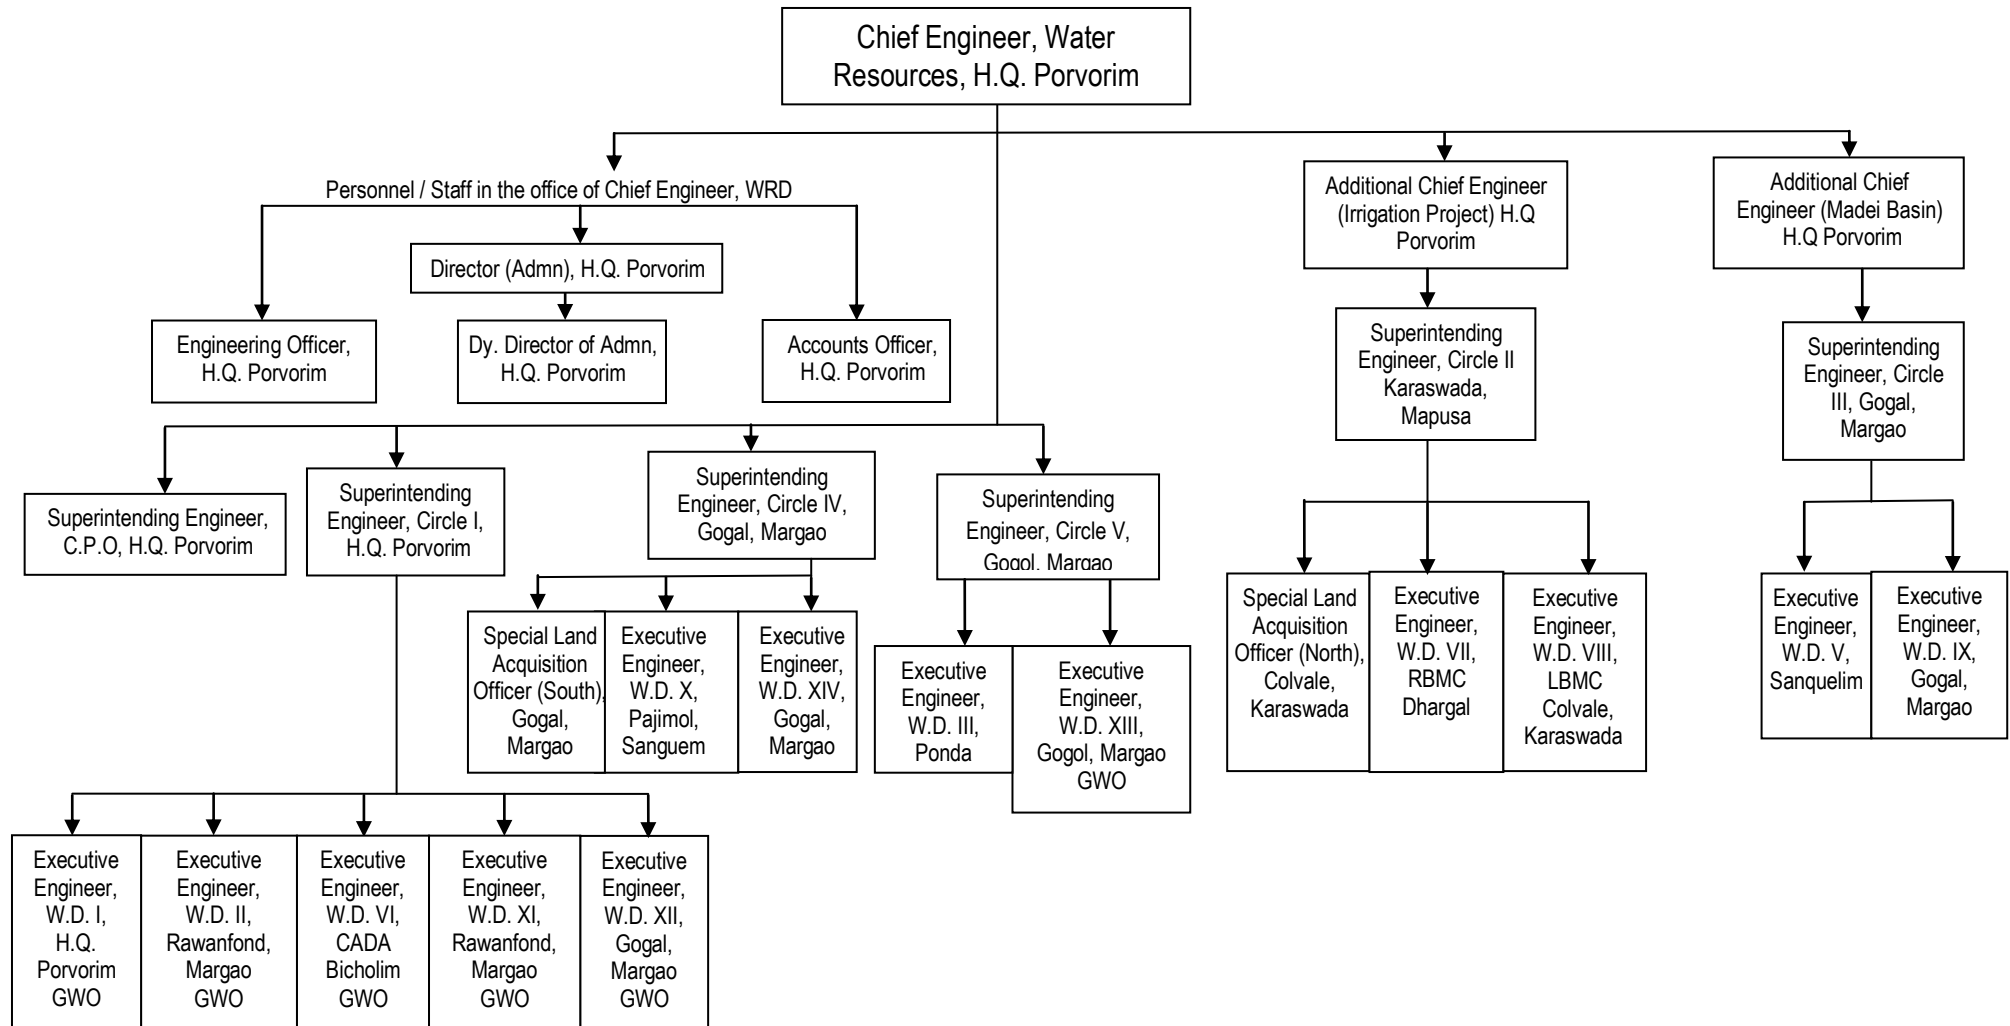 Chief Engineer, Water
Resources, H.Q. Porvorim
Personnel / Staff in the office of Chief Engineer, WRD
Additional Chief Engineer
(Irrigation Project) H.Q
Porvorim
Additional Chief
Engineer (Madei Basin)
H.Q Porvorim
Director (Admn), H.Q. Porvorim
Engineering Officer,
H.Q. Porvorim
Dy. Director of Admn,
H.Q. Porvorim
Accounts Officer,
H.Q. Porvorim
Superintending
Engineer, Circle II
Karaswada,
Mapusa
Superintending
Engineer, Circle
III, Gogal,
Margao
Superintending Engineer,
C.P.O, H.Q. Porvorim
Superintending
Engineer, Circle I,
H.Q. Porvorim
Superintending
Engineer, Circle IV,
Gogal, Margao
Superintending
Engineer, Circle V,
Gogol, Margao
Special Land
Acquisition
Officer (South),
Gogal,
Margao
Executive
Engineer,
W.D. X,
Pajimol,
Sanguem
Executive
Engineer,
W.D. XIV,
Gogal,
Margao
Executive
Engineer,
W.D. III,
Ponda
Executive
Engineer,
W.D. XIII,
Gogol, Margao
GWO
Special Land
Acquisition
Officer (North),
Colvale,
Karaswada
Executive
Engineer,
W.D. VII,
RBMC
Dhargal
Executive
Engineer,
W.D. VIII,
LBMC
Colvale,
Karaswada
Executive
Engineer,
W.D. V,
Sanquelim
Executive
Engineer,
W.D. IX,
Gogal,
Margao
Executive
Engineer,
W.D. I,
H.Q.
Porvorim
GWO
Executive
Engineer,
W.D. II,
Rawanfond,
Margao
GWO
Executive
Engineer,
W.D. VI,
CADA
Bicholim
GWO
Executive
Engineer,
W.D. XI,
Rawanfond,
Margao
GWO
Executive
Engineer,
W.D. XII,
Gogal,
Margao
GWO